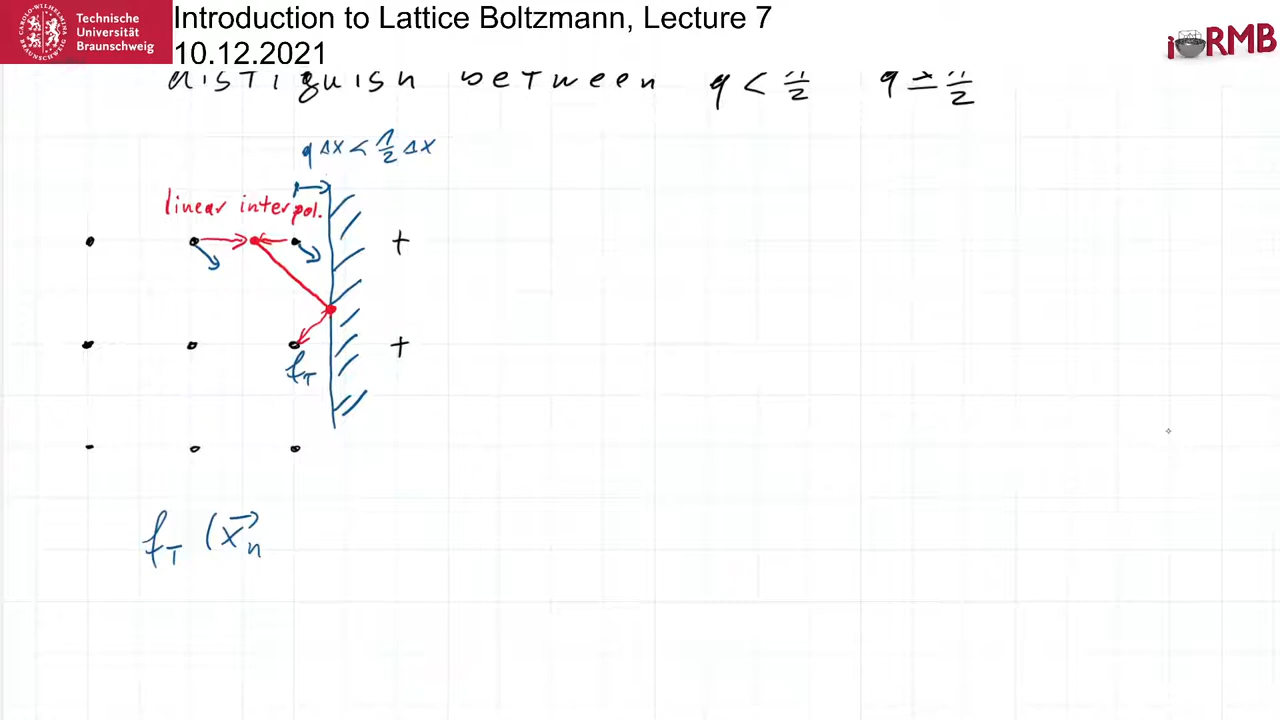 Technische
Universität
Braunschweig
Introduction to Lattice Boltzmann, Lecture 7
10.12.2021
iRMB
distinguish between q < 1/2 q ≥ 1/2
q Δx < 1/2 Δx
linear interpol.
+
+
f_T
f_T (x⃗_n